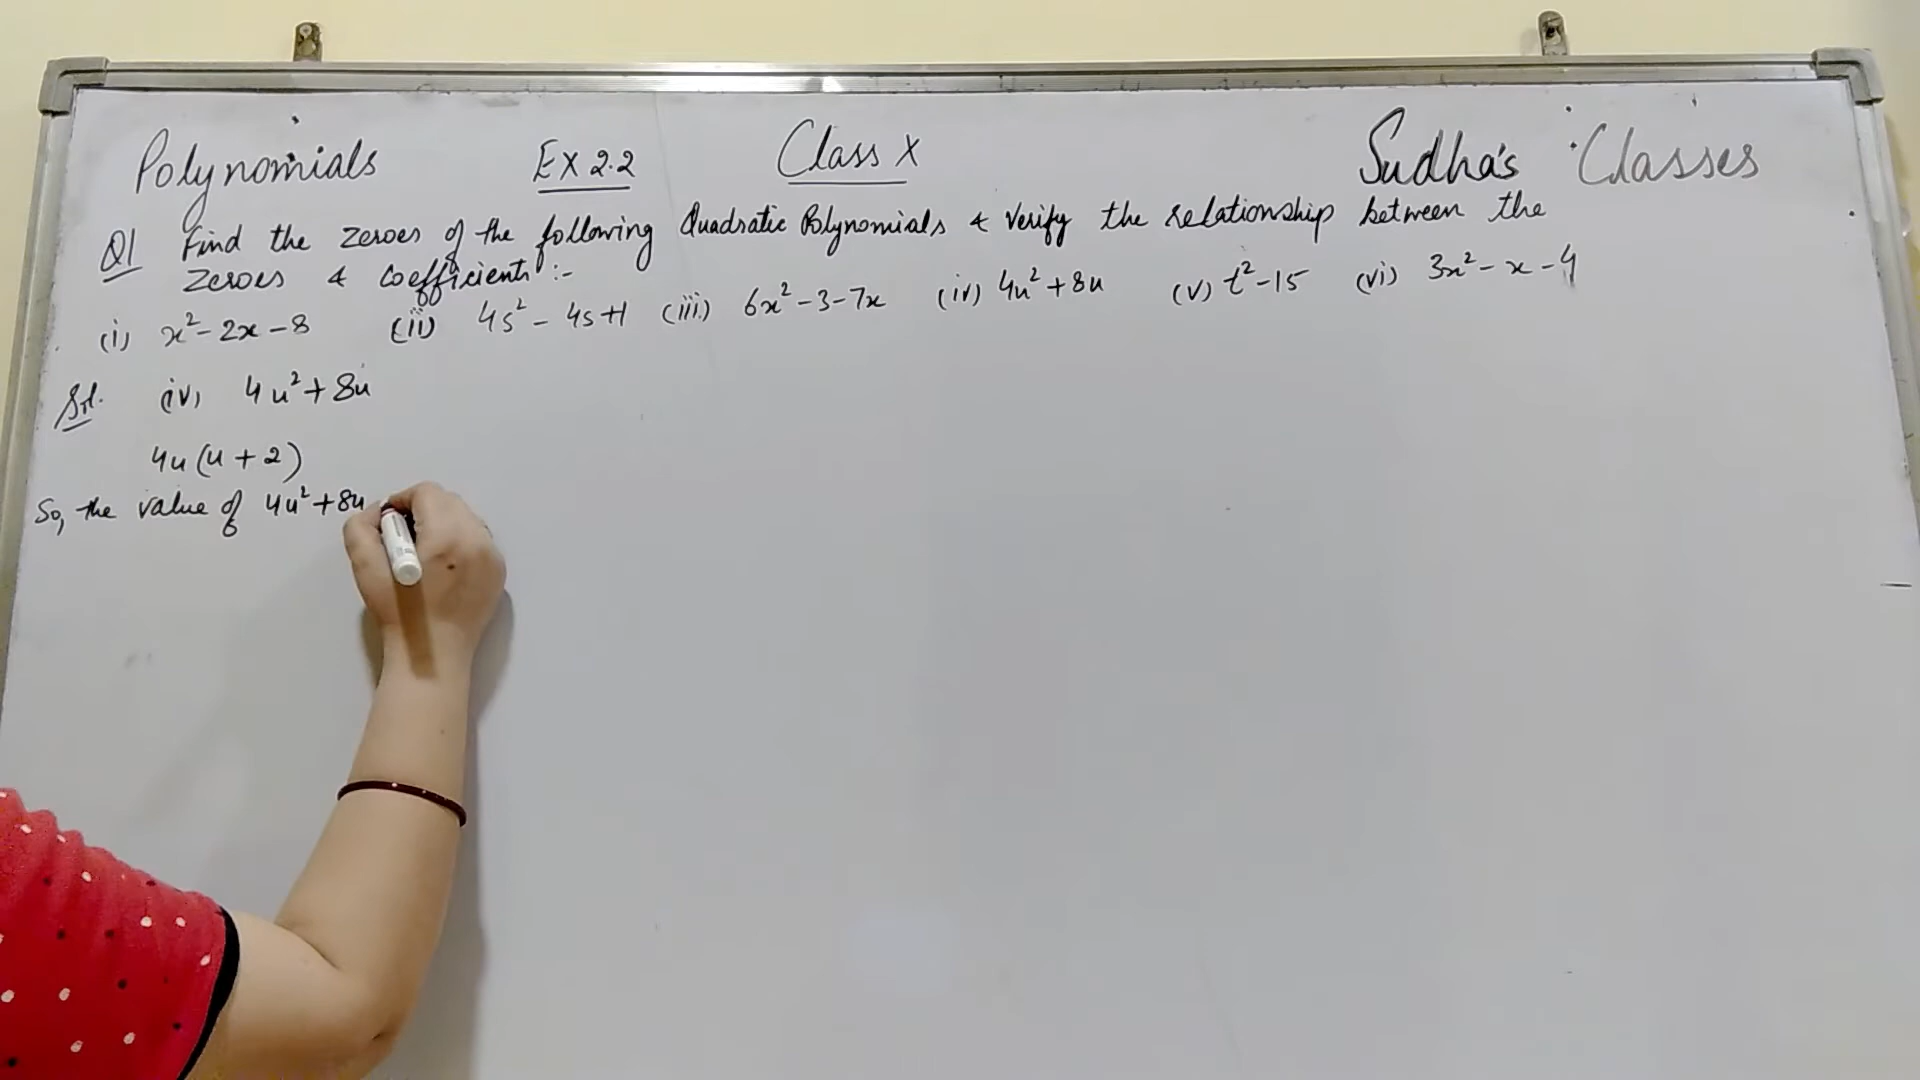 Polynomials Ex 2.2 Class X Sudha's Classes
Q1 Find the zeroes of the following Quadratic Polynomials & Verify the relationship between the
zeroes & coefficients :-
(i) x² - 2x - 8 (ii) 4s² - 4s + 1 (iii) 6x² - 3 - 7x (iv) 4u² + 8u (v) t² - 15 (vi) 3x² - x - 4
Sol. (iv) 4u² + 8u
4u (u + 2)
So, the value of 4u² + 8u